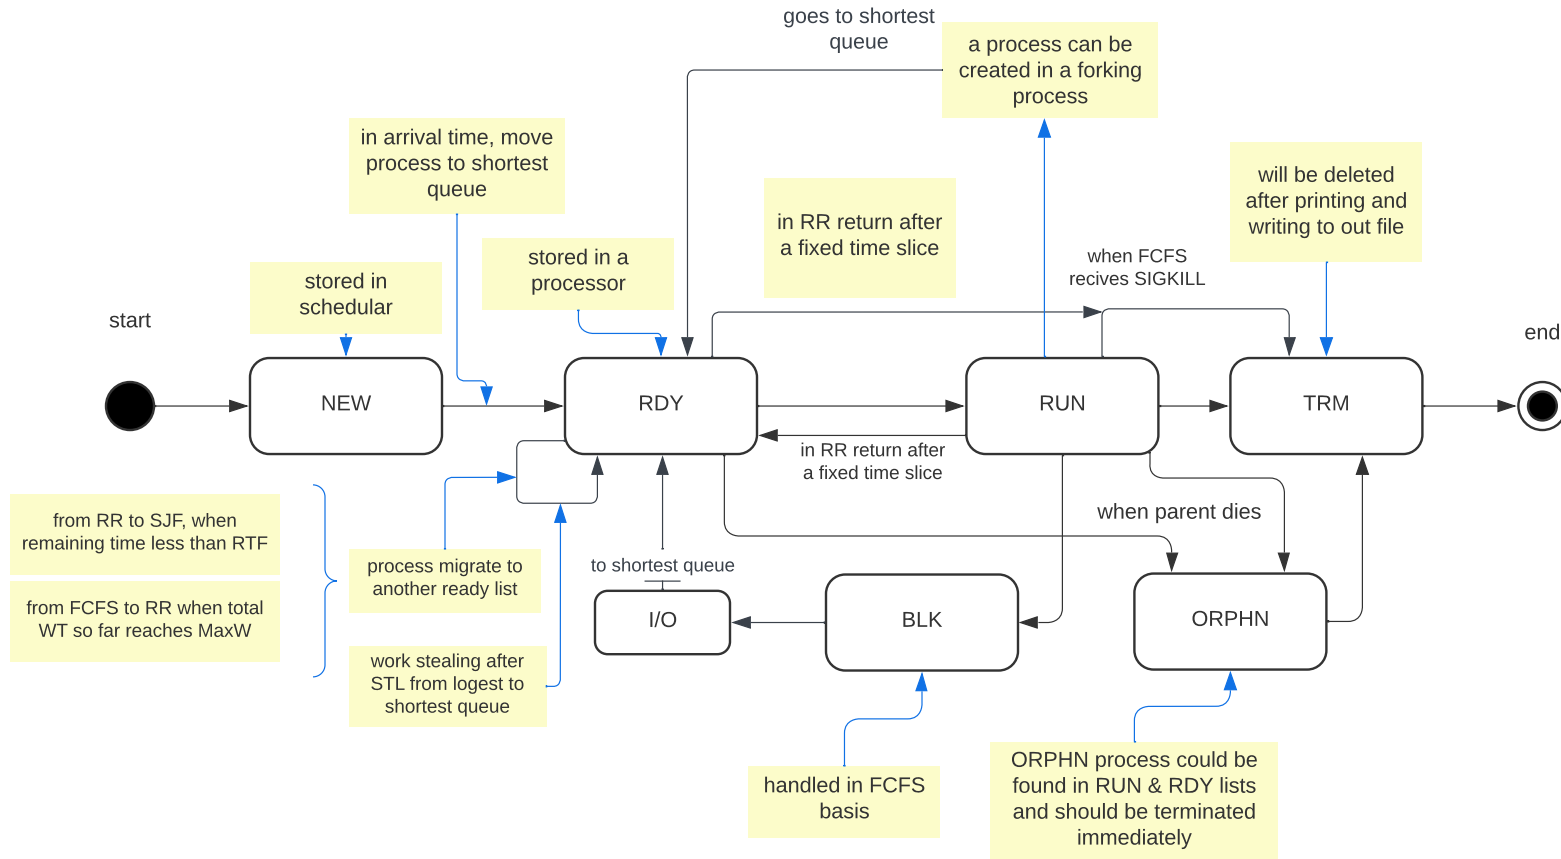 goes to shortest
queue
a process can be
created in a forking
process
in arrival time, move
process to shortest
queue
will be deleted
after printing and
writing to out file
in RR return after
a fixed time slice
stored in a
processor
when FCFS
recives SIGKILL
stored in
schedular
start
end
NEW
RDY
RUN
TRM
in RR return after
a fixed time slice
when parent dies
from RR to SJF, when
remaining time less than RTF
process migrate to
another ready list
to shortest queue
from FCFS to RR when total
WT so far reaches MaxW
I/O
BLK
ORPHN
work stealing after
STL from logest to
shortest queue
handled in FCFS
basis
ORPHN process could be
found in RUN & RDY lists
and should be terminated
immediately